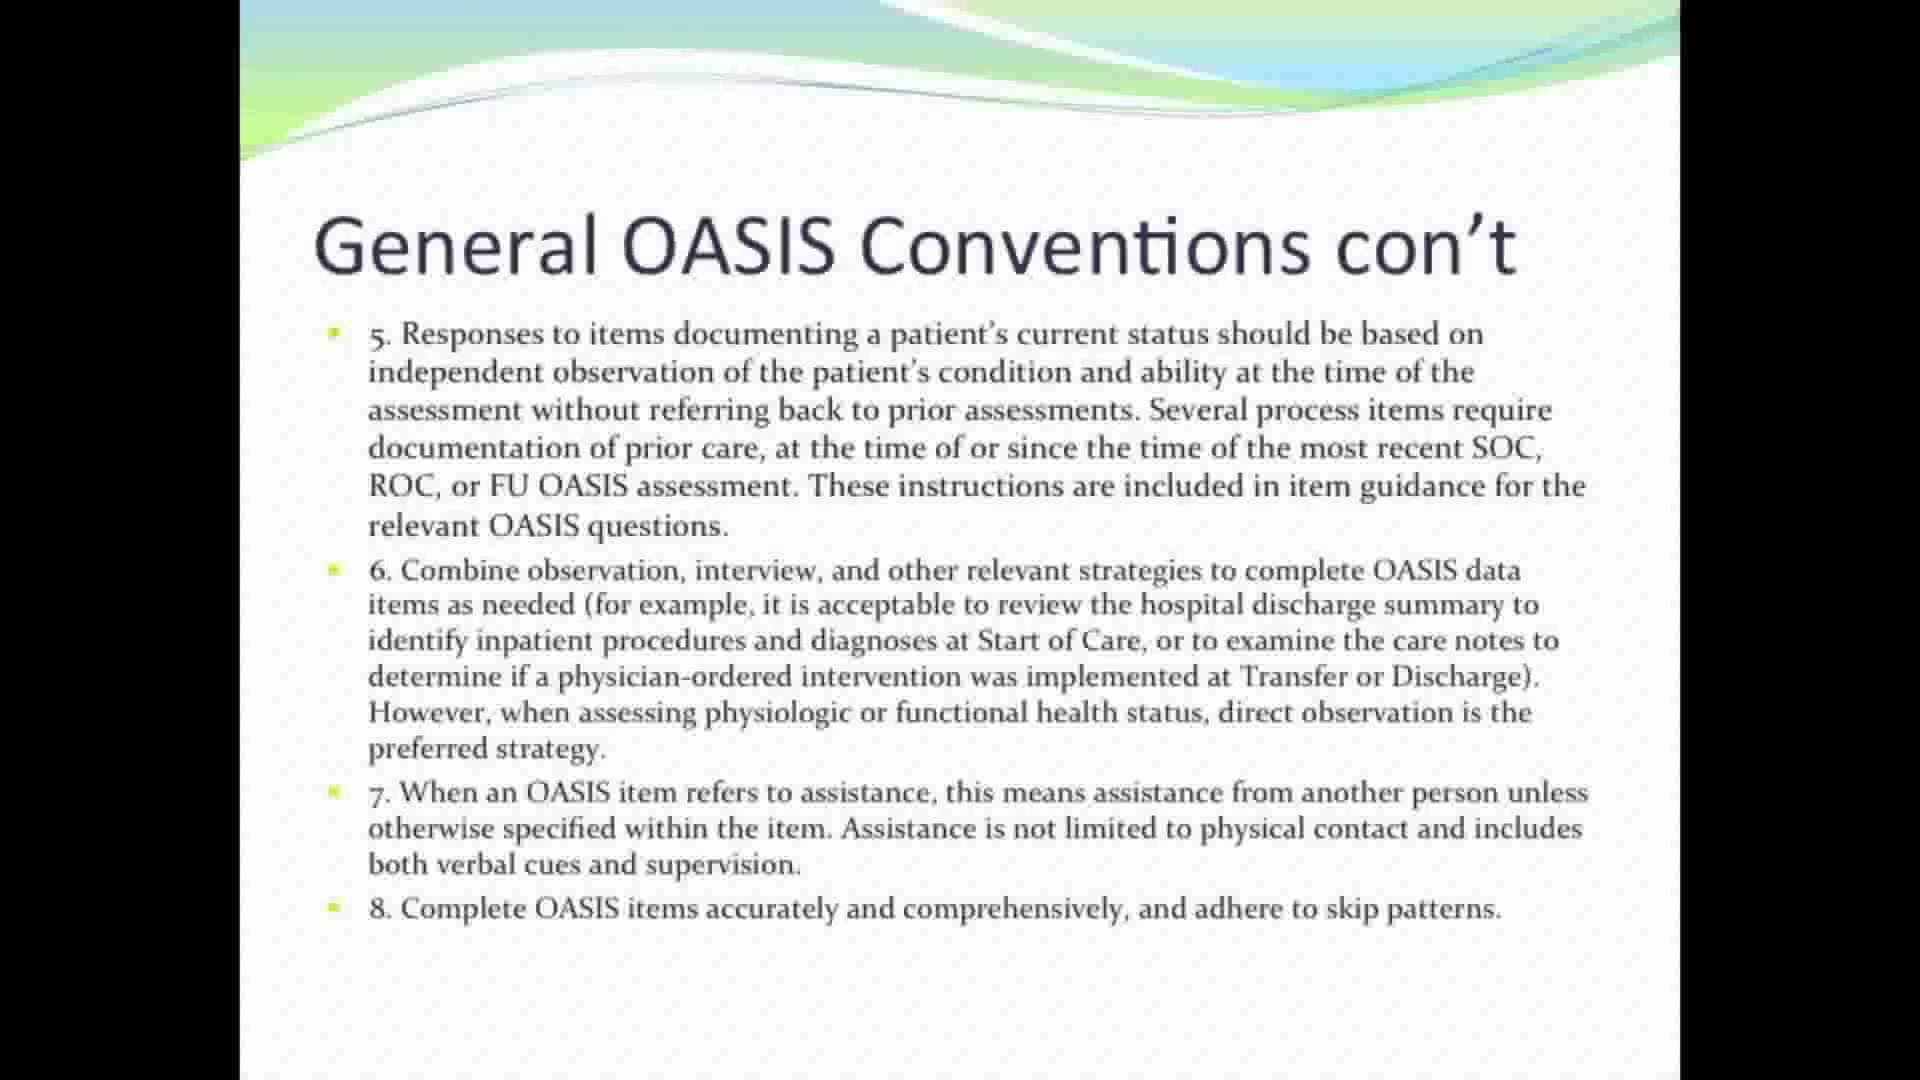 General OASIS Conventions con't
5. Responses to items documenting a patient's current status should be based on
independent observation of the patient's condition and ability at the time of the
assessment without referring back to prior assessments. Several process items require
documentation of prior care, at the time of or since the time of the most recent SOC,
ROC, or FU OASIS assessment. These instructions are included in item guidance for the
relevant OASIS questions.
6. Combine observation, interview, and other relevant strategies to complete OASIS data
items as needed (for example, it is acceptable to review the hospital discharge summary to
identify inpatient procedures and diagnoses at Start of Care, or to examine the care notes to
determine if a physician-ordered intervention was implemented at Transfer or Discharge).
However, when assessing physiologic or functional health status, direct observation is the
preferred strategy.
7. When an OASIS item refers to assistance, this means assistance from another person unless
otherwise specified within the item. Assistance is not limited to physical contact and includes
both verbal cues and supervision.
8. Complete OASIS items accurately and comprehensively, and adhere to skip patterns.